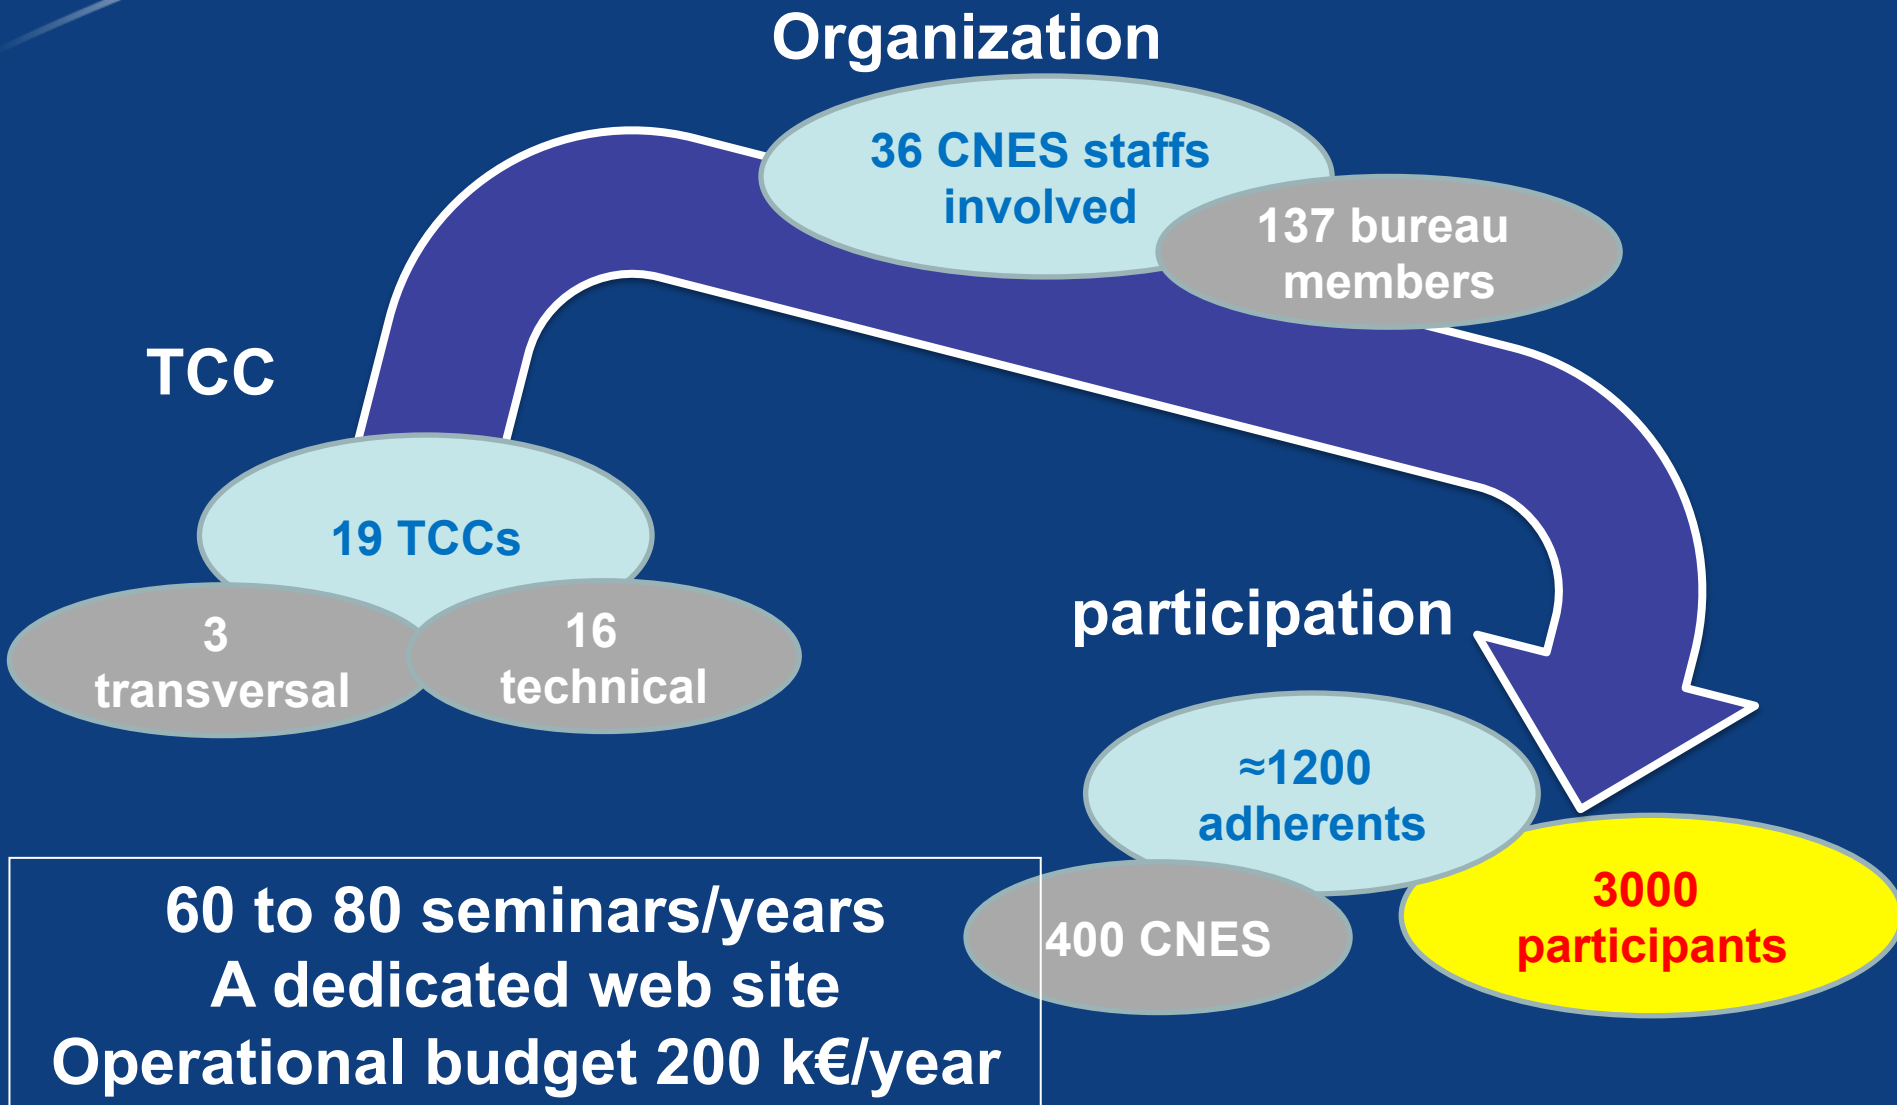 Organization
36 CNES staffs
involved
137 bureau
members
TCC
19 TCCs
3
transversal
16
technical
participation
≈1200
adherents
400 CNES
3000
participants
60 to 80 seminars/years
A dedicated web site
Operational budget 200 k€/year